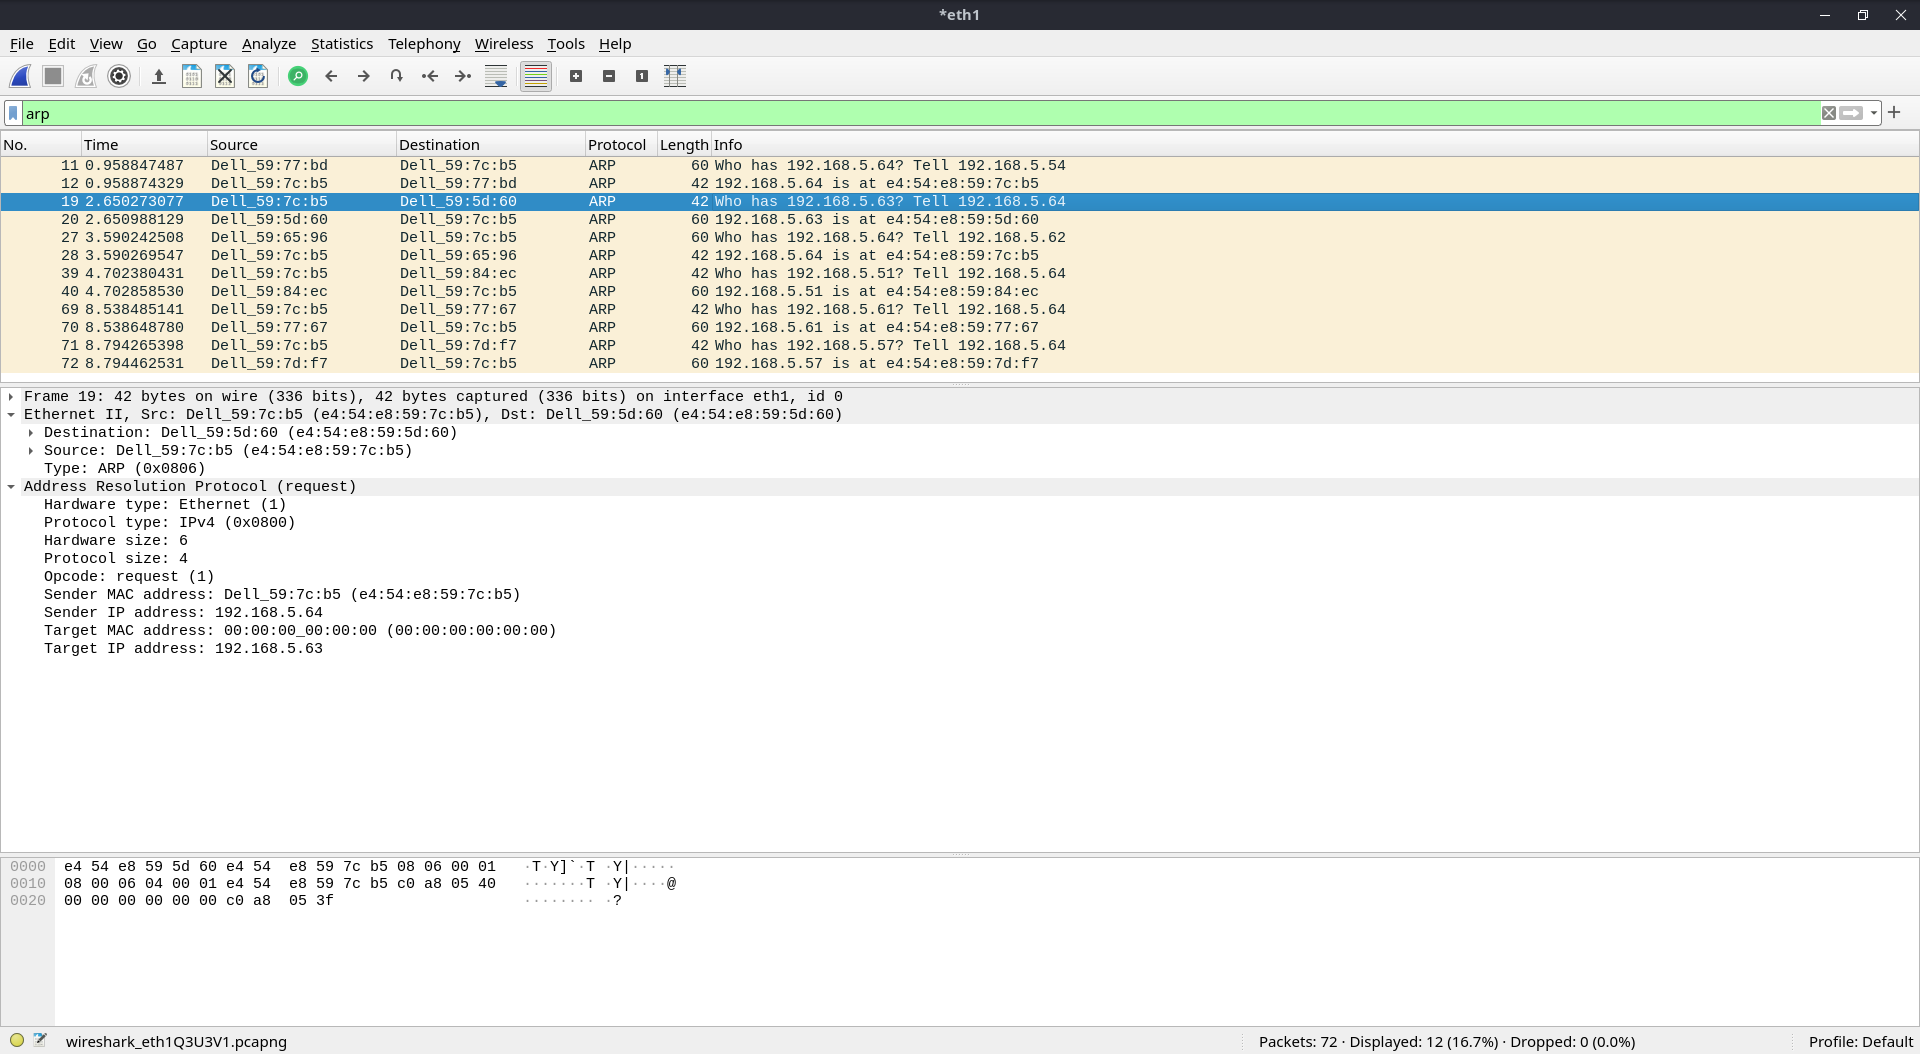 *eth1
File Edit View Go Capture Analyze Statistics Telephony Wireless Tools Help
arp
No. Time Source Destination Protocol Length Info
11 0.958847487 Dell_59:77:bd Dell_59:7c:b5 ARP 60 Who has 192.168.5.64? Tell 192.168.5.54
12 0.958874329 Dell_59:7c:b5 Dell_59:77:bd ARP 42 192.168.5.64 is at e4:54:e8:59:7c:b5
19 2.650273077 Dell_59:7c:b5 Dell_59:5d:60 ARP 42 Who has 192.168.5.63? Tell 192.168.5.64
20 2.650988129 Dell_59:5d:60 Dell_59:7c:b5 ARP 60 192.168.5.63 is at e4:54:e8:59:5d:60
27 3.590242508 Dell_59:65:96 Dell_59:7c:b5 ARP 60 Who has 192.168.5.64? Tell 192.168.5.62
28 3.590269547 Dell_59:7c:b5 Dell_59:65:96 ARP 42 192.168.5.64 is at e4:54:e8:59:7c:b5
39 4.702380431 Dell_59:7c:b5 Dell_59:84:ec ARP 42 Who has 192.168.5.51? Tell 192.168.5.64
40 4.702858530 Dell_59:84:ec Dell_59:7c:b5 ARP 60 192.168.5.51 is at e4:54:e8:59:84:ec
69 8.538485141 Dell_59:7c:b5 Dell_59:77:67 ARP 42 Who has 192.168.5.61? Tell 192.168.5.64
70 8.538648780 Dell_59:77:67 Dell_59:7c:b5 ARP 60 192.168.5.61 is at e4:54:e8:59:77:67
71 8.794265398 Dell_59:7c:b5 Dell_59:7d:f7 ARP 42 Who has 192.168.5.57? Tell 192.168.5.64
72 8.794462531 Dell_59:7d:f7 Dell_59:7c:b5 ARP 60 192.168.5.57 is at e4:54:e8:59:7d:f7
Frame 19: 42 bytes on wire (336 bits), 42 bytes captured (336 bits) on interface eth1, id 0
Ethernet II, Src: Dell_59:7c:b5 (e4:54:e8:59:7c:b5), Dst: Dell_59:5d:60 (e4:54:e8:59:5d:60)
Destination: Dell_59:5d:60 (e4:54:e8:59:5d:60)
Source: Dell_59:7c:b5 (e4:54:e8:59:7c:b5)
Type: ARP (0x0806)
Address Resolution Protocol (request)
Hardware type: Ethernet (1)
Protocol type: IPv4 (0x0800)
Hardware size: 6
Protocol size: 4
Opcode: request (1)
Sender MAC address: Dell_59:7c:b5 (e4:54:e8:59:7c:b5)
Sender IP address: 192.168.5.64
Target MAC address: 00:00:00_00:00:00 (00:00:00:00:00:00)
Target IP address: 192.168.5.63
0000 e4 54 e8 59 5d 60 e4 54 e8 59 7c b5 08 06 00 01 ·T·Y]`·T ·Y|·····
0010 08 00 06 04 00 01 e4 54 e8 59 7c b5 c0 a8 05 40 ·······T ·Y|····@
0020 00 00 00 00 00 00 c0 a8 05 3f ········ ·?
wireshark_eth1Q3U3V1.pcapng Packets: 72 · Displayed: 12 (16.7%) · Dropped: 0 (0.0%) Profile: Default